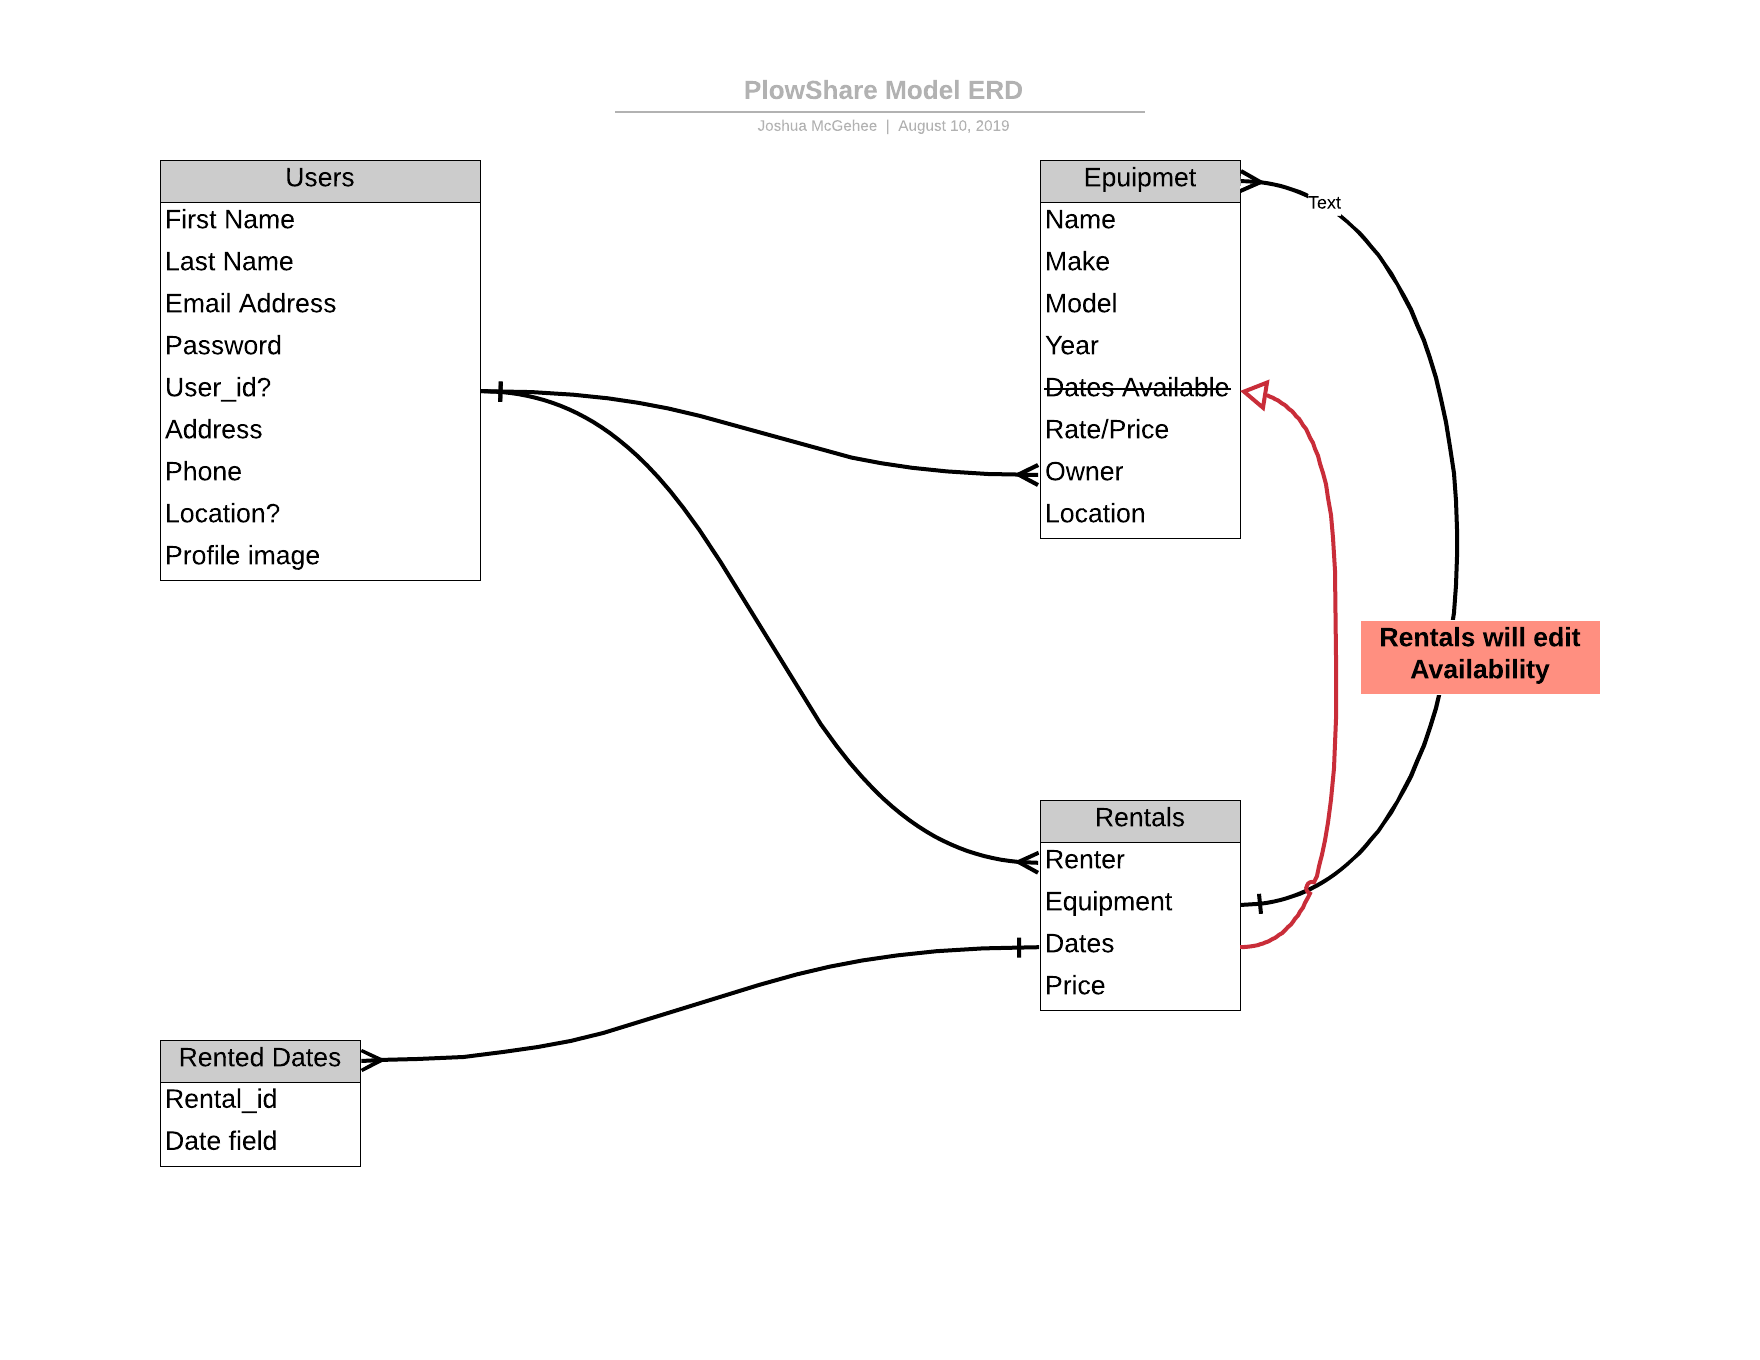 PlowShare Model ERD
Joshua McGehee | August 10, 2019
Users
First Name
Last Name
Email Address
Password
User_id?
Address
Phone
Location?
Profile image
Epuipmet
Name
Make
Model
Year
Dates Available
Rate/Price
Owner
Location
Text
Rentals will edit
Availability
Rentals
Renter
Equipment
Dates
Price
Rented Dates
Rental_id
Date field